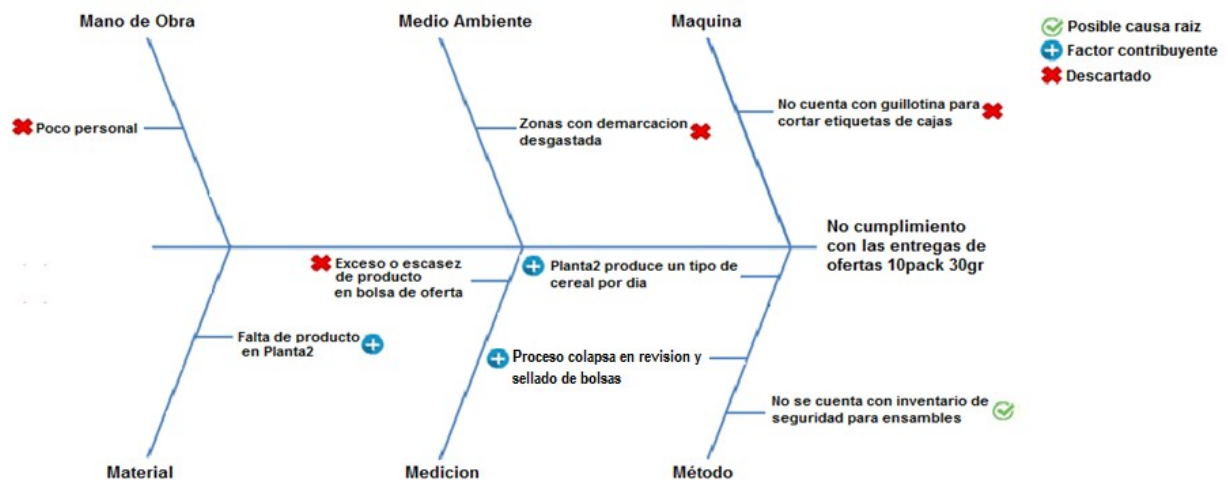 Mano de Obra
Medio Ambiente
Maquina
Posible causa raiz
Factor contribuyente
Descartado
Poco personal
Zonas con demarcacion
desgastada
No cuenta con guillotina para
cortar etiquetas de cajas
No cumplimiento
con las entregas de
ofertas 10pack 30gr
Exceso o escasez
de producto
en bolsa de oferta
Planta2 produce un tipo de
cereal por dia
Falta de producto
en Planta2
Proceso colapsa en revision y
sellado de bolsas
No se cuenta con inventario de
seguridad para ensambles
Material
Medicion
Método